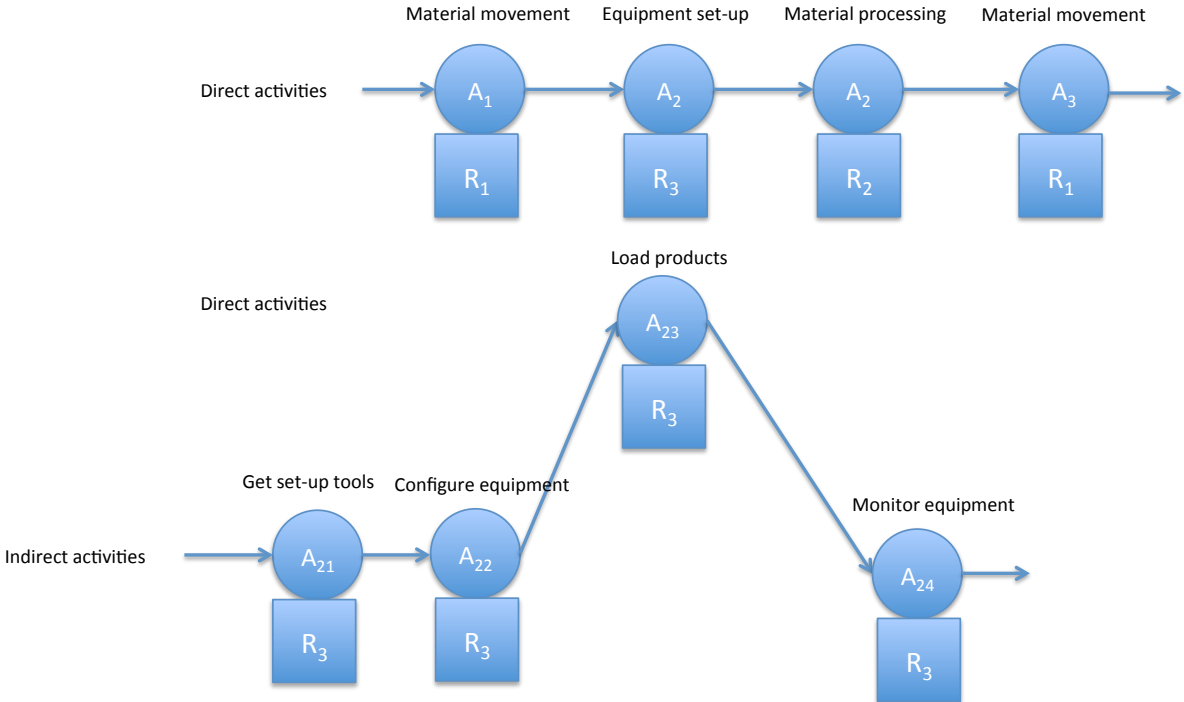 Material movement Equipment set-up Material processing Material movement
Direct activities A₁ A₂ A₂ A₃
R₁ R₃ R₂ R₁
Load products
Direct activities A₂₃
R₃
Get set-up tools Configure equipment
Monitor equipment
Indirect activities A₂₁ A₂₂ A₂₄
R₃ R₃ R₃